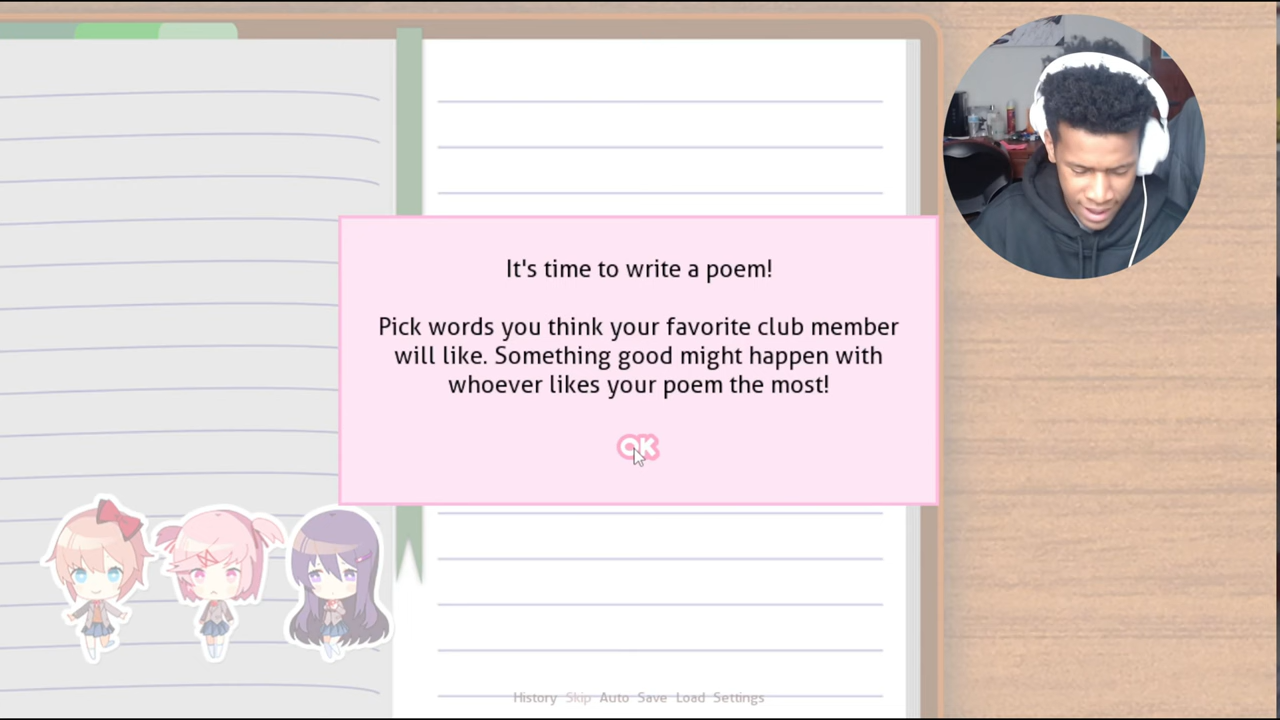 It's time to write a poem!
Pick words you think your favorite club member
will like. Something good might happen with
whoever likes your poem the most!
OK
History Skip Auto Save Load Settings